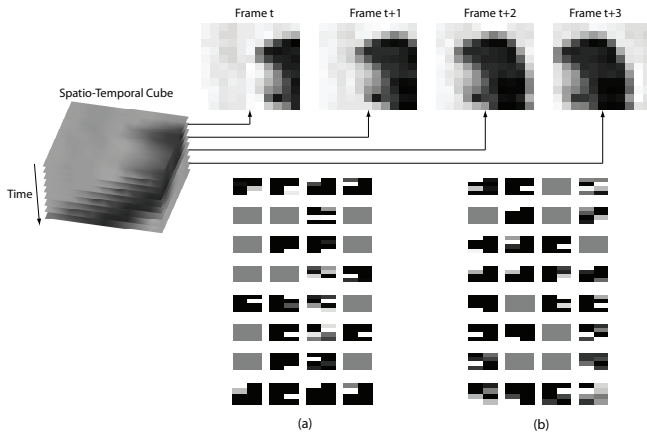 Frame t
Frame t+1
Frame t+2
Frame t+3
Spatio-Temporal Cube
Time
(a)
(b)